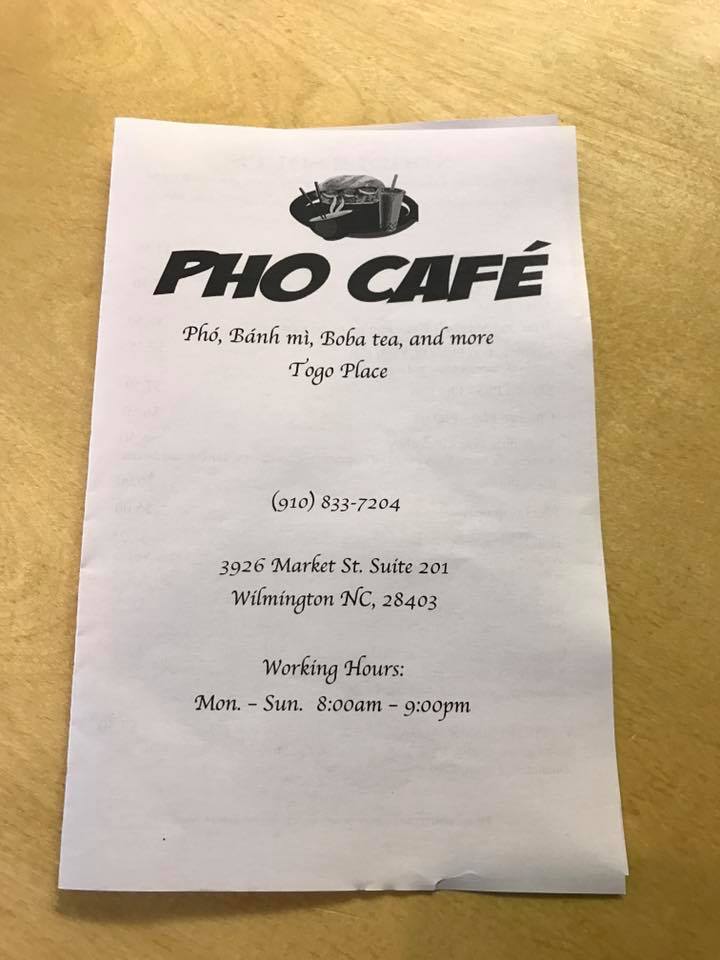 PHO CAFÉ
Phó, Bánh mì, Boba tea, and more
Togo Place
(910) 833-7204
3926 Market St. Suite 201
Wilmington NC, 28403
Working Hours:
Mon. – Sun. 8:00am – 9:00pm